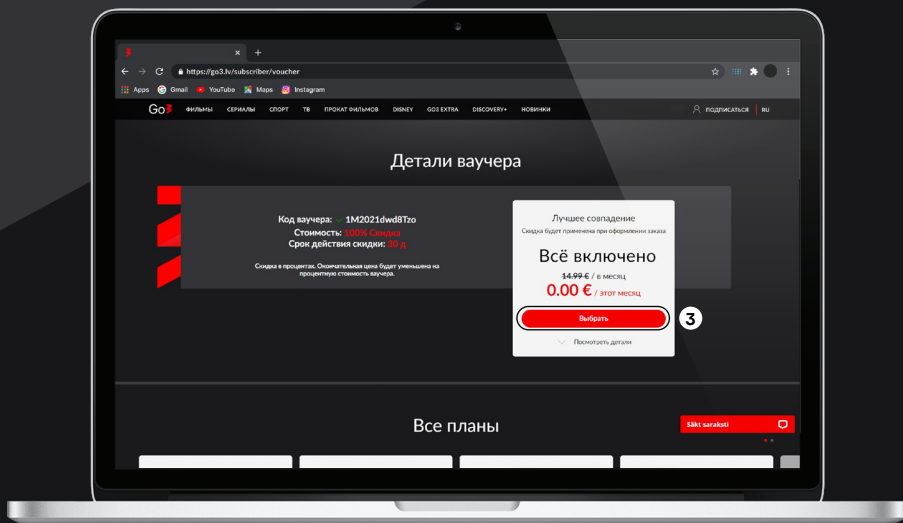 https://go3.lv/subscriber/voucher
Apps Gmail YouTube Maps Instagram
Go3 ФИЛЬМЫ СЕРИАЛЫ СПОРТ ТВ ПРОКАТ ФИЛЬМОВ DISNEY GO3 EXTRA DISCOVERY+ НОВИНКИ ПОДПИСАТЬСЯ RU
Детали ваучера
Код ваучера: 1M2021dwd8Tzo
Стоимость: 100% Скидка
Срок действия скидки: 30 д
Скидка в процентах. Окончательная цена будет уменьшена на
процентную стоимость ваучера.
Лучшее совпадение
Скидка будет применена при оформлении заказа
Всё включено
14.99 € / в месяц
0.00 € / этот месяц
Выбрать
3
Посмотреть детали
Все планы
Sākt saraksti